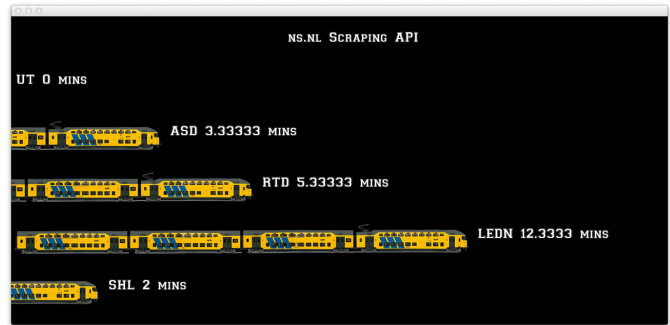 ns.nl Scraping API
UT 0 mins
ASD 3.33333 mins
RTD 5.33333 mins
LEDN 12.3333 mins
SHL 2 mins